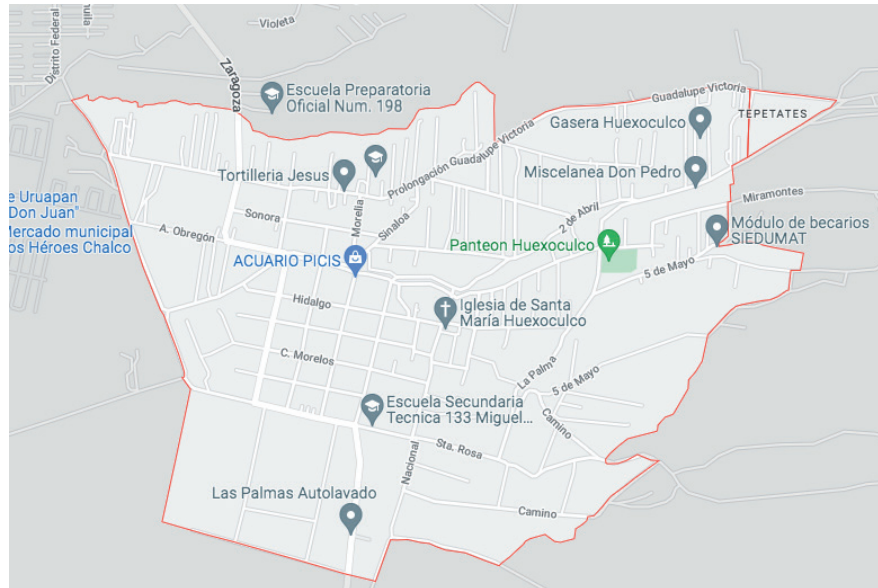 Distrito Federal
Violeta
Zaragoza
Escuela Preparatoria
Oficial Num. 198
Guadalupe Victoria
Gasera Huexoculco
TEPETATES
Prolongación Guadalupe Victoria
Tortilleria Jesus
Miscelanea Don Pedro
Morelia
Sinaloa
Miramontes
e Uruapan
Don Juan"
Mercado municipal
os Héroes Chalco
Sonora
A. Obregón
2 de Abril
Módulo de becarios
SIEDUMAT
Panteon Huexoculco
ACUARIO PICIS
5 de Mayo
Hidalgo
Iglesia de Santa
María Huexoculco
C. Morelos
La Palma
5 de Mayo
Escuela Secundaria
Tecnica 133 Miguel...
Camino
Sta. Rosa
Nacional
Las Palmas Autolavado
Camino